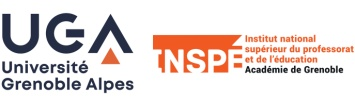 UGA
Université
Grenoble Alpes
INSPÉ
Institut national
supérieur du professorat
et de l'éducation
Académie de Grenoble